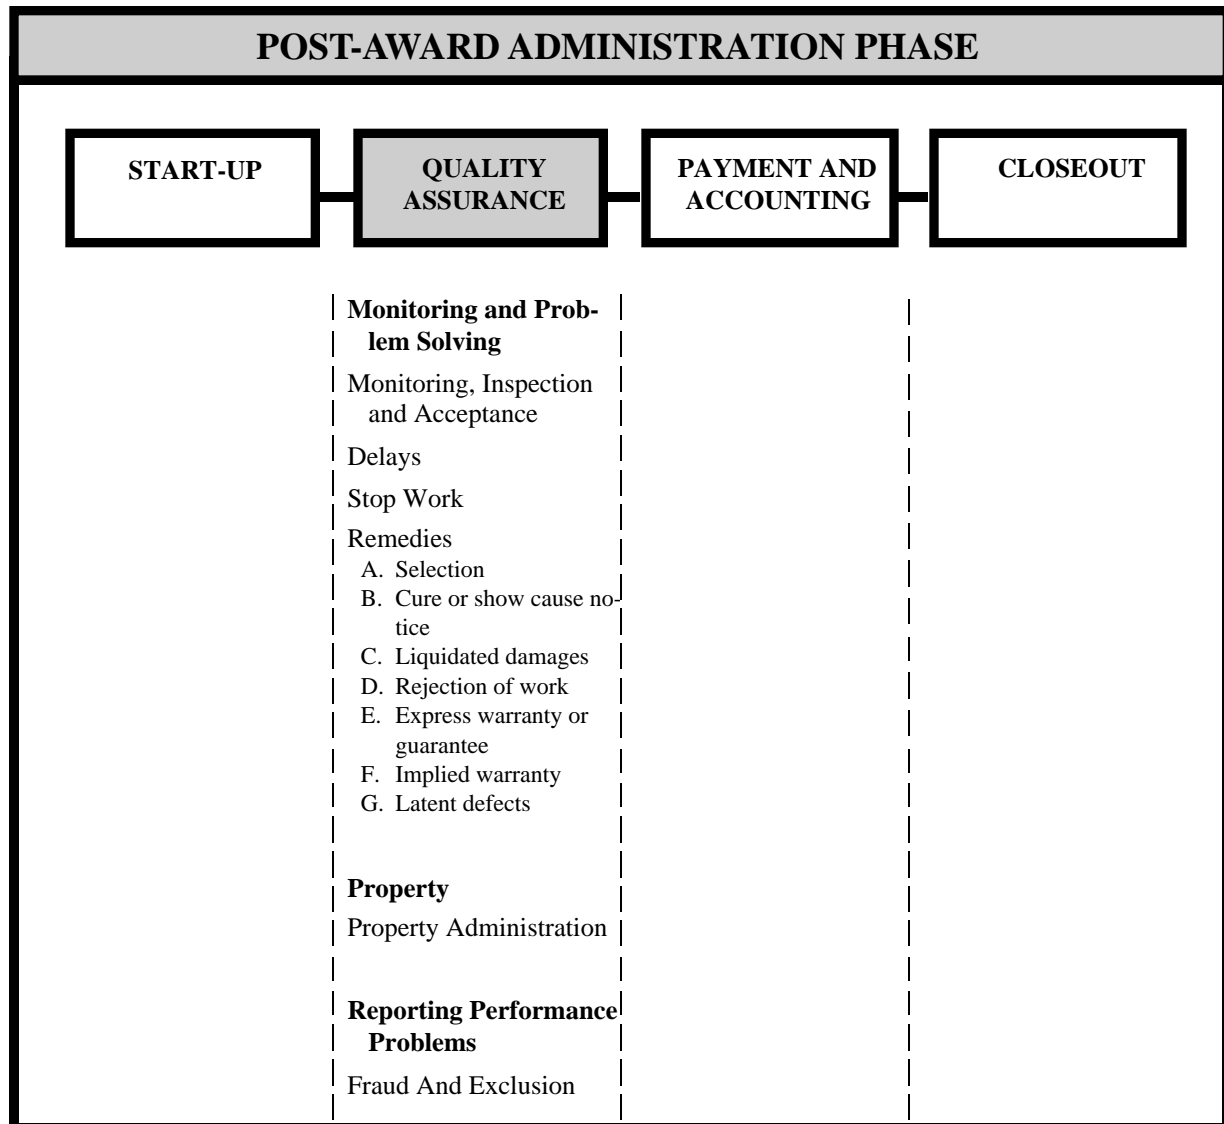 POST-AWARD ADMINISTRATION PHASE
START-UP
QUALITY
ASSURANCE
PAYMENT AND
ACCOUNTING
CLOSEOUT
Monitoring and Prob-
lem Solving
Monitoring, Inspection
and Acceptance
Delays
Stop Work
Remedies
A. Selection
B. Cure or show cause no-
tice
C. Liquidated damages
D. Rejection of work
E. Express warranty or
guarantee
F. Implied warranty
G. Latent defects
Property
Property Administration
Reporting Performance
Problems
Fraud And Exclusion